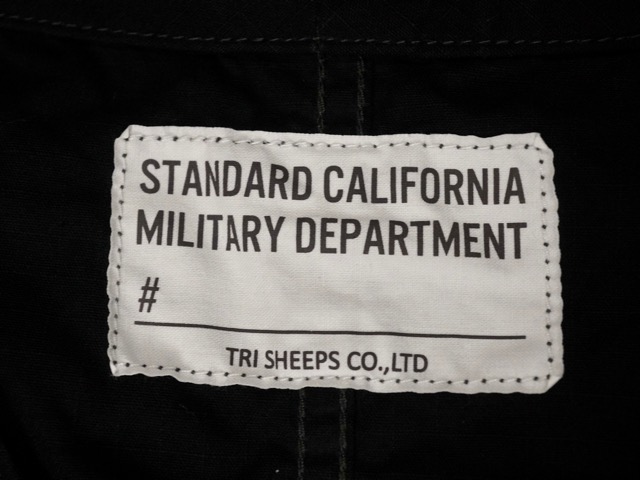 STANDARD CALIFORNIA
MILITARY DEPARTMENT
#
TRI SHEEPS CO.,LTD